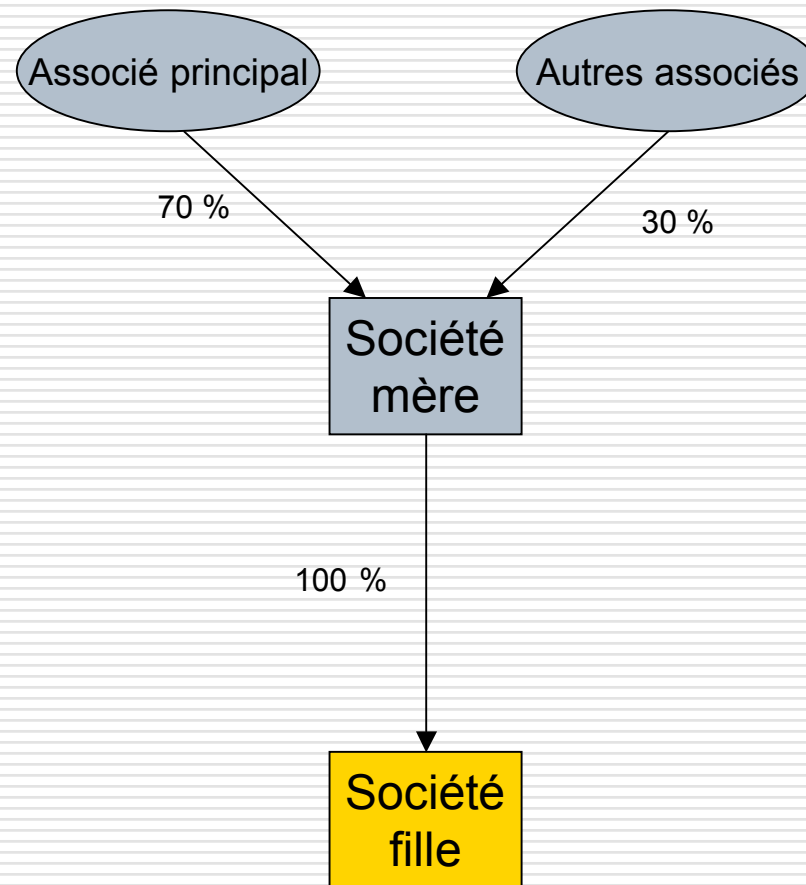 Associé principal
Autres associés
70 %
30 %
Société
mère
100 %
Société
fille